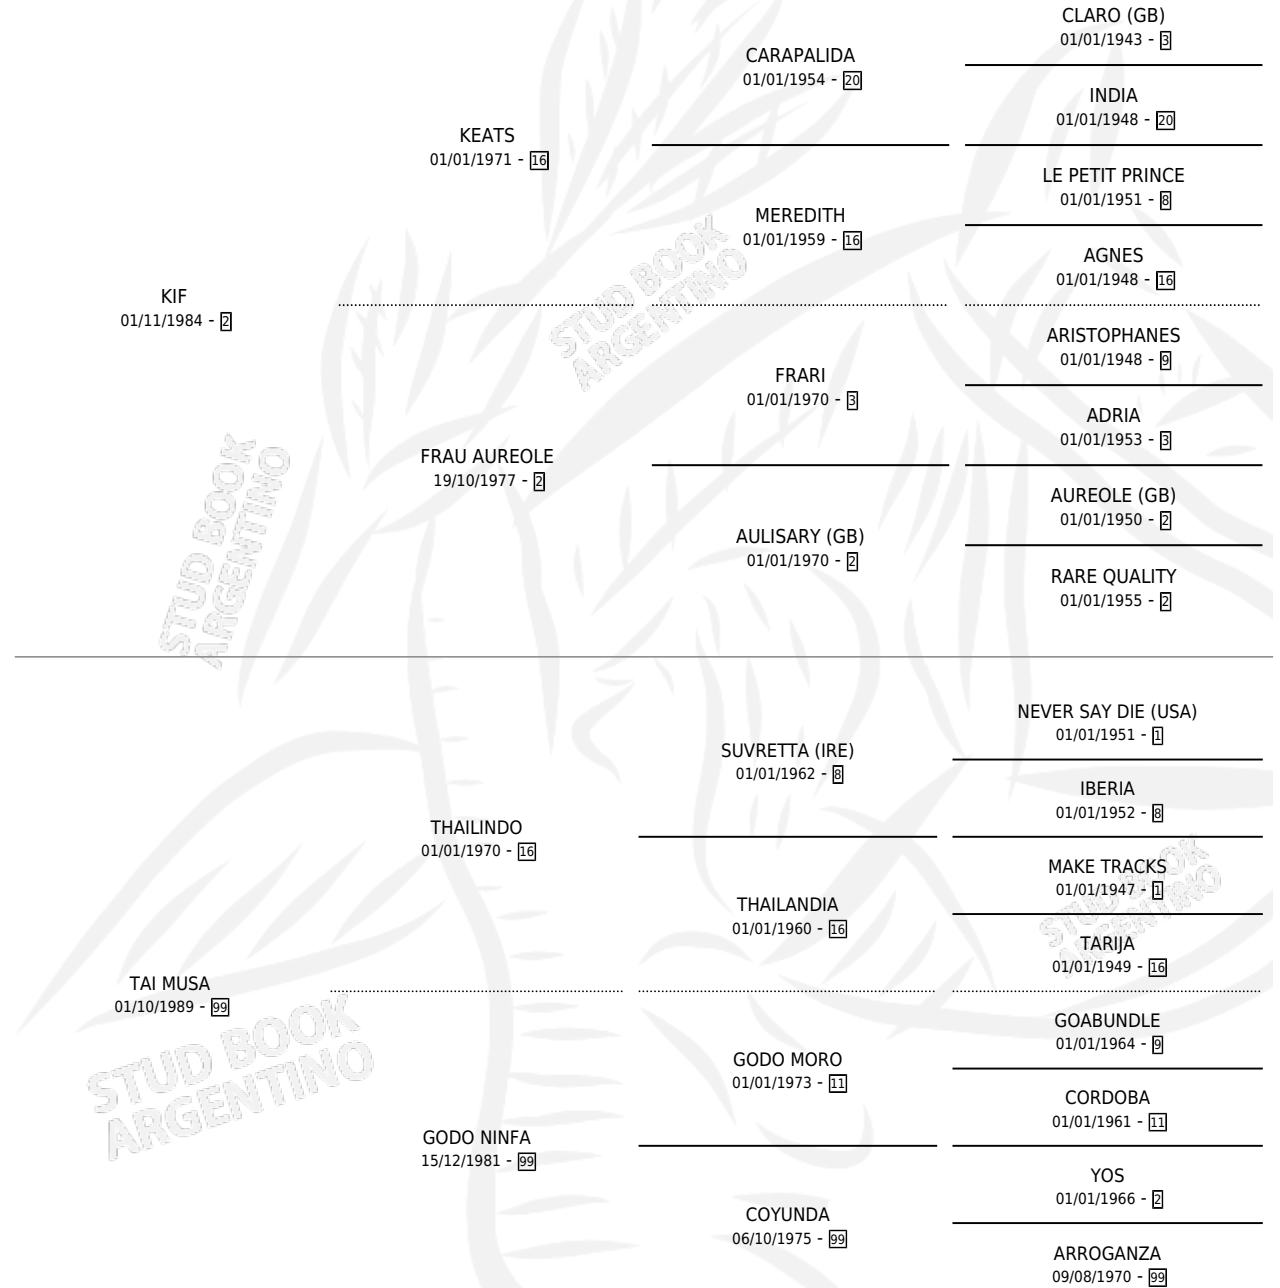 CLARO (GB)
01/01/1943 - 3
CARAPALIDA
01/01/1954 - 20
INDIA
01/01/1948 - 20
KEATS
01/01/1971 - 16
LE PETIT PRINCE
01/01/1951 - 8
MEREDITH
01/01/1959 - 16
AGNES
01/01/1948 - 16
KIF
01/11/1984 - 2
ARISTOPHANES
01/01/1948 - 9
FRARI
01/01/1970 - 3
ADRIA
01/01/1953 - 3
FRAU AUREOLE
19/10/1977 - 2
AUREOLE (GB)
01/01/1950 - 2
AULISARY (GB)
01/01/1970 - 2
RARE QUALITY
01/01/1955 - 2
STUD BOOK
ARGENTINO
STUD BOOK
ARGENTINO
NEVER SAY DIE (USA)
01/01/1951 - 1
SUVRETTA (IRE)
01/01/1962 - 8
IBERIA
01/01/1952 - 8
THAILINDO
01/01/1970 - 16
MAKE TRACKS
01/01/1947 - 1
THAILANDIA
01/01/1960 - 16
TARIJA
01/01/1949 - 16
STUD BOOK
ARGENTINO
TAI MUSA
01/10/1989 - 99
GOABUNDLE
01/01/1964 - 9
GODO MORO
01/01/1973 - 11
CORDOBA
01/01/1961 - 11
STUD BOOK
ARGENTINO
GODO NINFA
15/12/1981 - 99
YOS
01/01/1966 - 2
COYUNDA
06/10/1975 - 99
ARROGANZA
09/08/1970 - 99